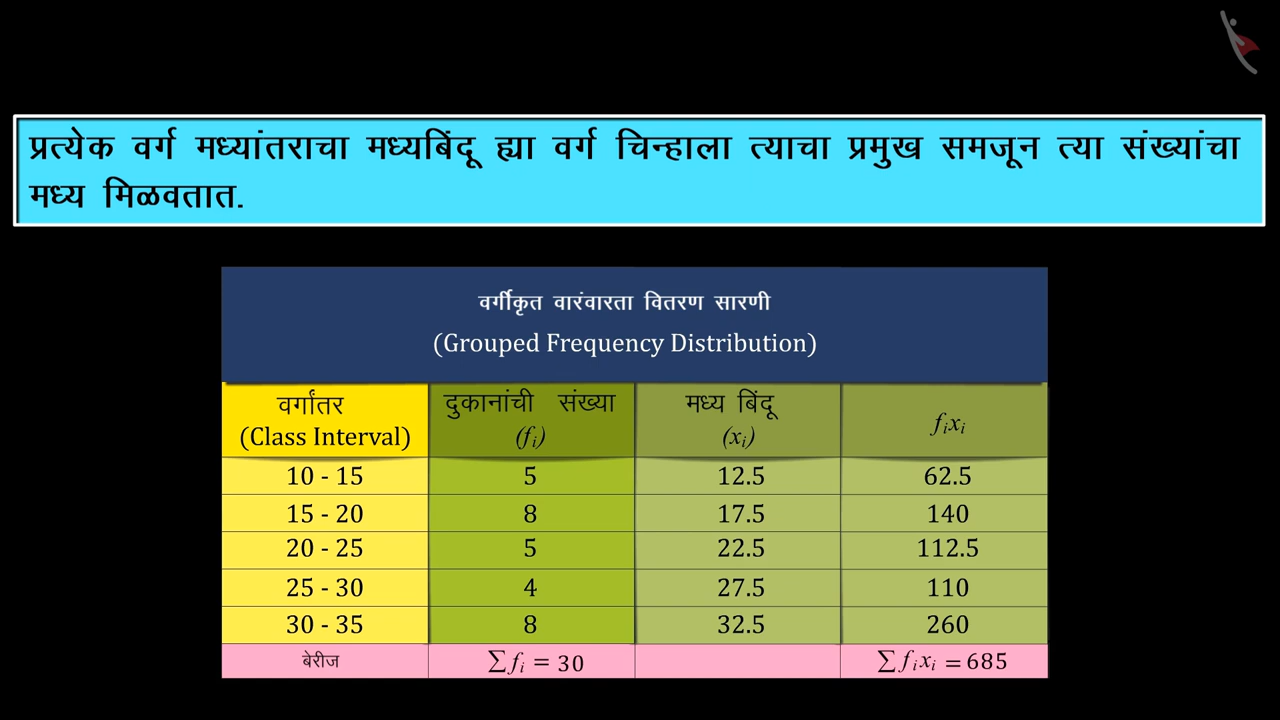 प्रत्येक वर्ग मध्यांतराचा मध्यबिंदू ह्या वर्ग चिन्हाला त्याचा प्रमुख समजून त्या संख्यांचा
मध्य मिळवतात.
वर्गीकृत वारंवारता वितरण सारणी
(Grouped Frequency Distribution)
वर्गांतर दुकानांची संख्या मध्य बिंदू fᵢxᵢ
(Class Interval) (fᵢ) (xᵢ)
10 - 15 5 12.5 62.5
15 - 20 8 17.5 140
20 - 25 5 22.5 112.5
25 - 30 4 27.5 110
30 - 35 8 32.5 260
बेरीज ∑fᵢ = 30 ∑fᵢxᵢ = 685